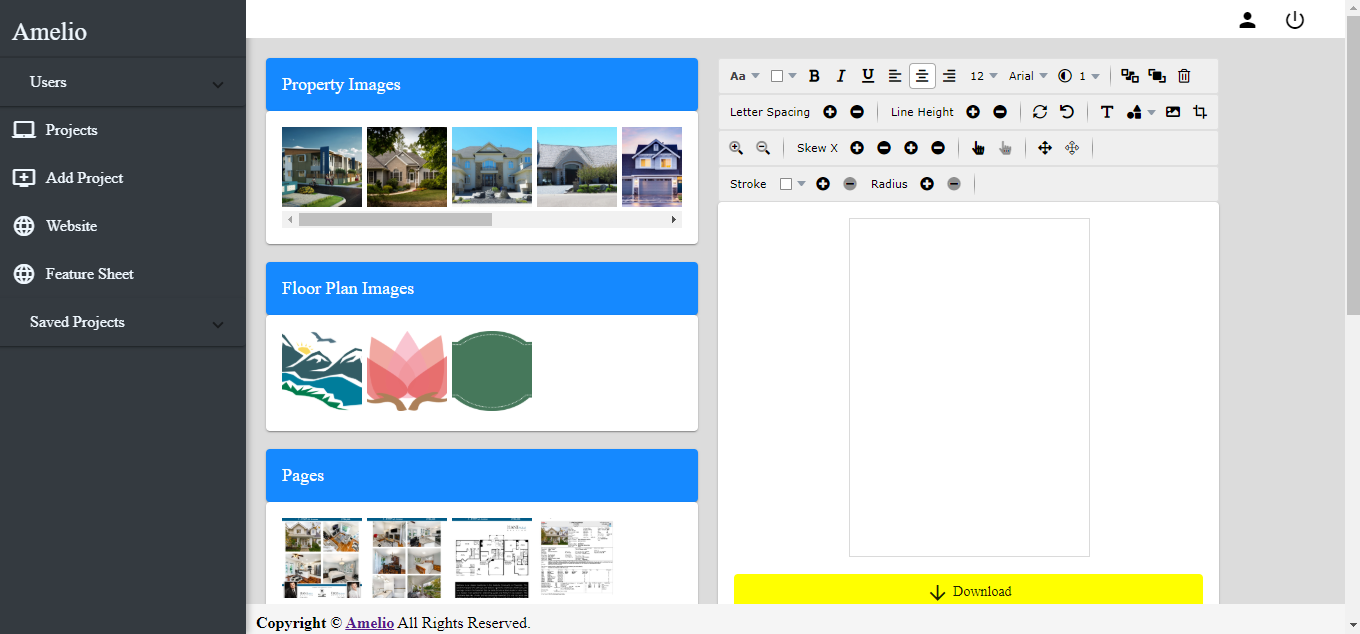 Amelio
Users
Projects
Add Project
Website
Feature Sheet
Saved Projects
Property Images
Floor Plan Images
Pages
Aa B I U 12 Arial 1
Letter Spacing Line Height T
Skew X
Stroke Radius
Download
Copyright © Amelio All Rights Reserved.